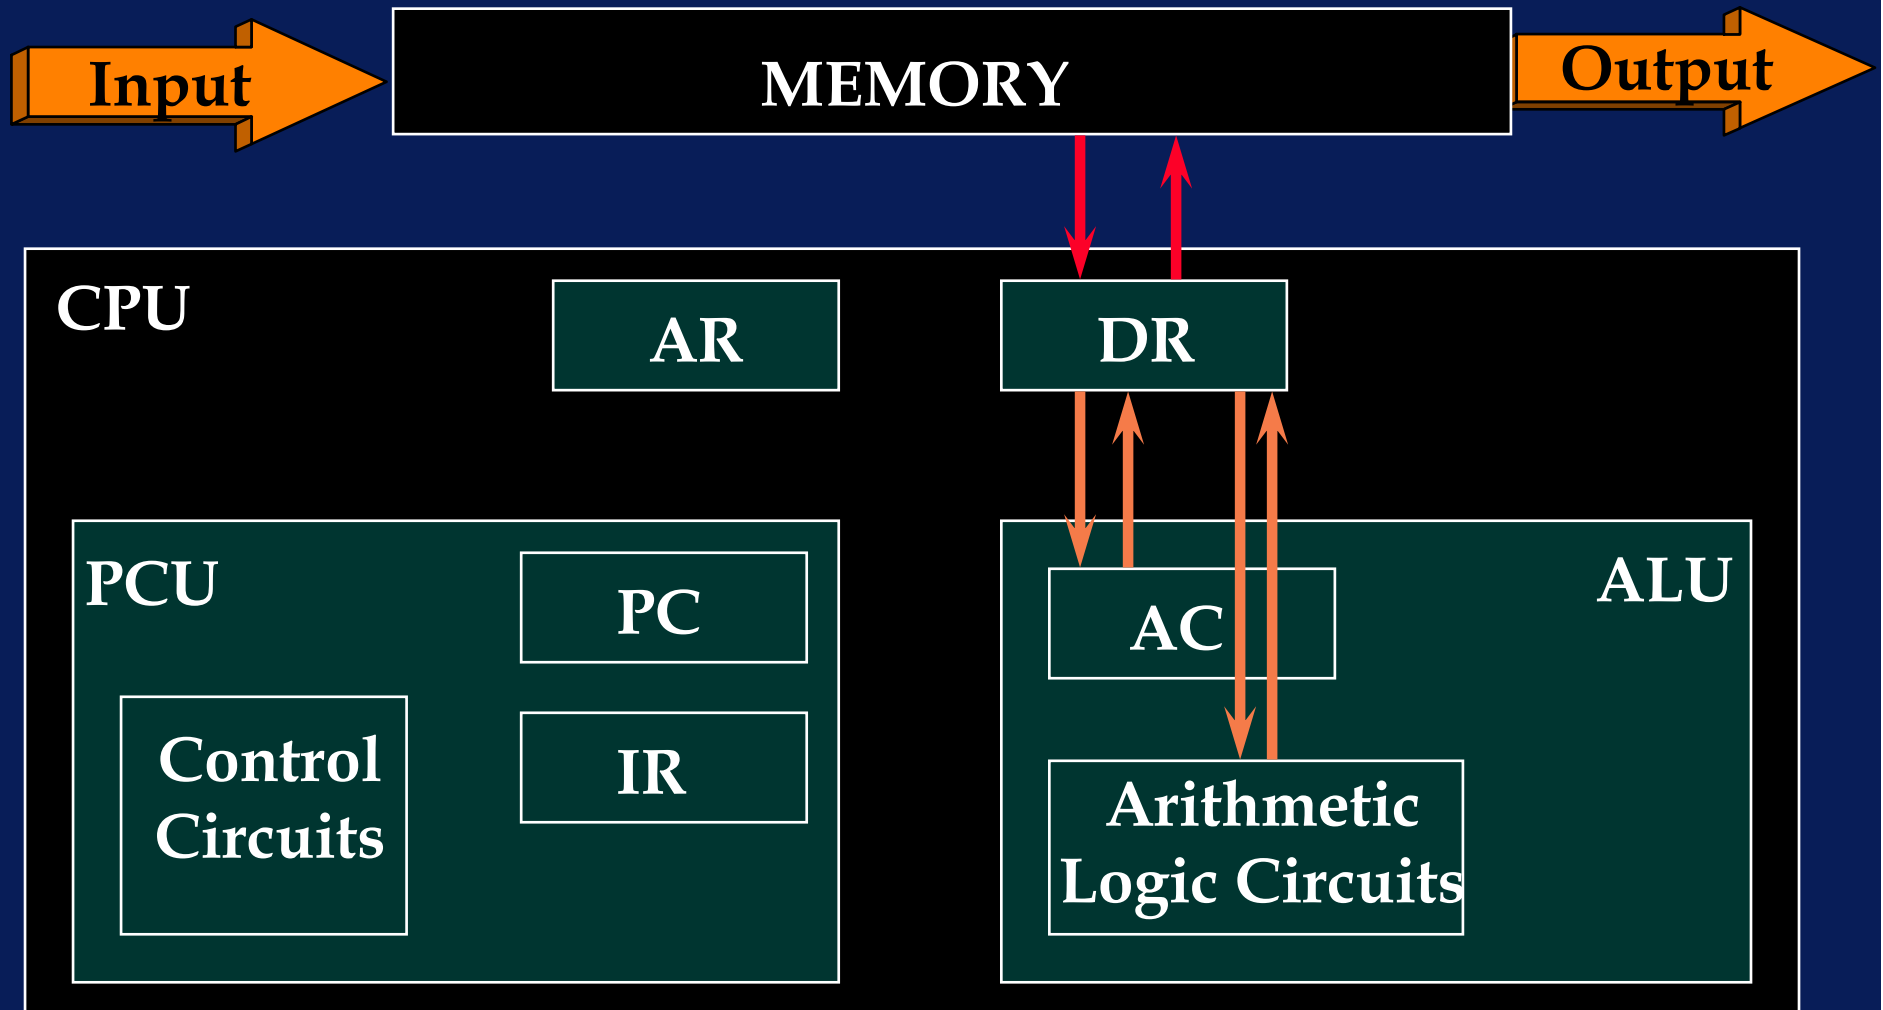 Input
MEMORY
Output
CPU
AR
DR
PCU
PC
IR
Control
Circuits
ALU
AC
Arithmetic
Logic Circuits